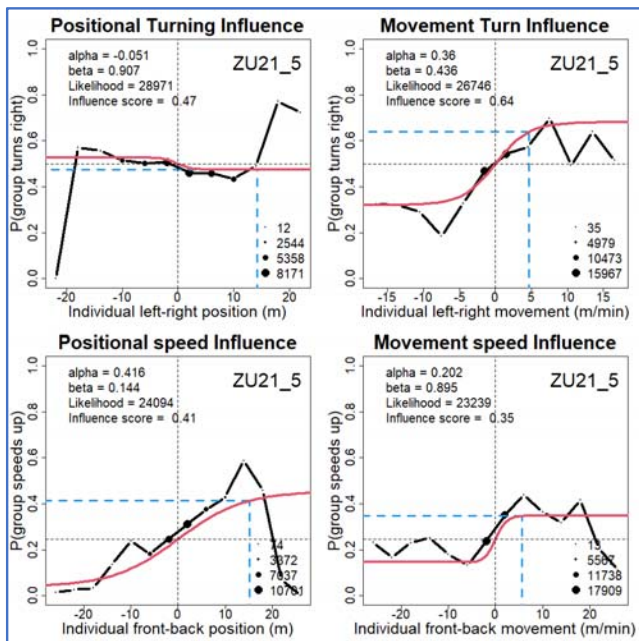 Positional Turning Influence
alpha = -0.051
beta = 0.907
Likelihood = 28971
Influence score = 0.47
ZU21_5
P(group turns right)
1.0
0.8
0.6
0.4
0.2
0.0
12
2544
5358
8171
-20 -10 0 10 20
Individual left-right position (m)
Movement Turn Influence
alpha = 0.36
beta = 0.436
Likelihood = 26746
Influence score = 0.64
ZU21_5
P(group turns right)
1.0
0.8
0.6
0.4
0.2
0.0
35
4979
10473
15967
-15 -10 -5 0 5 10 15
Individual left-right movement (m/min)
Positional speed Influence
alpha = 0.416
beta = 0.144
Likelihood = 24094
Influence score = 0.41
ZU21_5
P(group speeds up)
1.0
0.8
0.6
0.4
0.2
0.0
7037
10701
-20 -10 0 10 20
Individual front-back position (m)
Movement speed Influence
alpha = 0.202
beta = 0.895
Likelihood = 23239
Influence score = 0.35
ZU21_5
P(group speeds up)
1.0
0.8
0.6
0.4
0.2
0.0
11738
17909
-20 -10 0 10 20
Individual front-back movement (m/min)